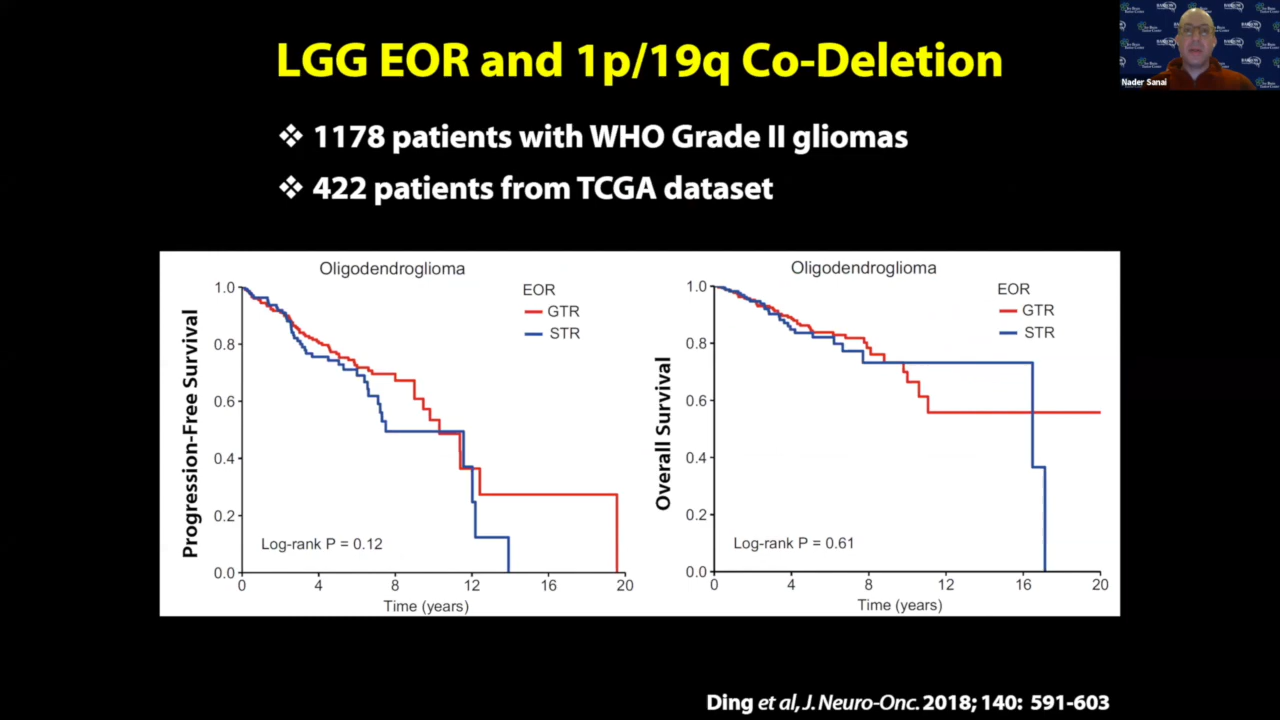 LGG EOR and 1p/19q Co-Deletion
❖ 1178 patients with WHO Grade II gliomas
❖ 422 patients from TCGA dataset
Nader Sanai
Oligodendroglioma
EOR
GTR
STR
Progression-Free Survival
1.0
0.8
0.6
0.4
0.2
0.0
Log-rank P = 0.12
0 4 8 12 16 20
Time (years)
Oligodendroglioma
EOR
GTR
STR
Overall Survival
1.0
0.8
0.6
0.4
0.2
0.0
Log-rank P = 0.61
0 4 8 12 16 20
Time (years)
Ding et al, J. Neuro-Onc. 2018; 140: 591-603